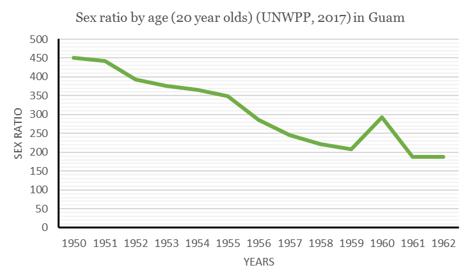 Sex ratio by age (20 year olds) (UNWPP, 2017) in Guam
500
450
400
350
300
250
200
150
100
50
0
SEX RATIO
1950 1951 1952 1953 1954 1955 1956 1957 1958 1959 1960 1961 1962
YEARS